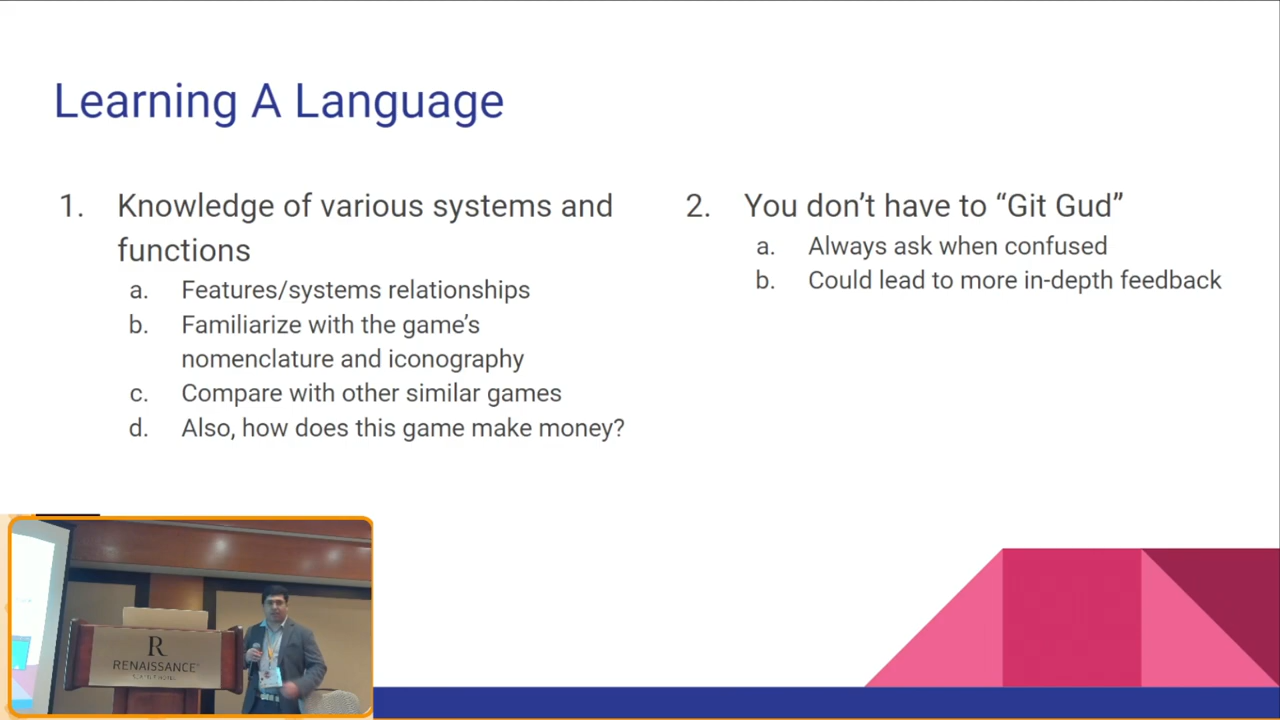 Learning A Language
1. Knowledge of various systems and
functions
a. Features/systems relationships
b. Familiarize with the game's
nomenclature and iconography
c. Compare with other similar games
d. Also, how does this game make money?
2. You don't have to “Git Gud”
a. Always ask when confused
b. Could lead to more in-depth feedback
R
RENAISSANCE